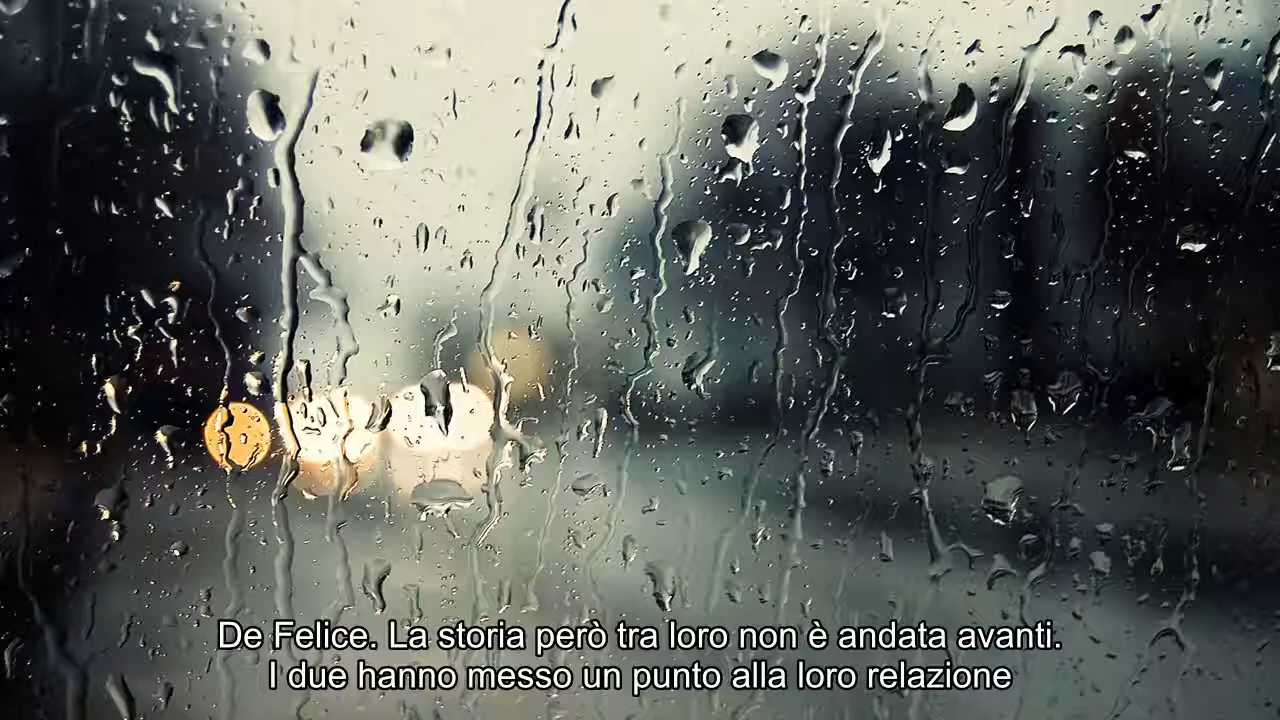 De Felice. La storia però tra loro non è andata avanti.
I due hanno messo un punto alla loro relazione